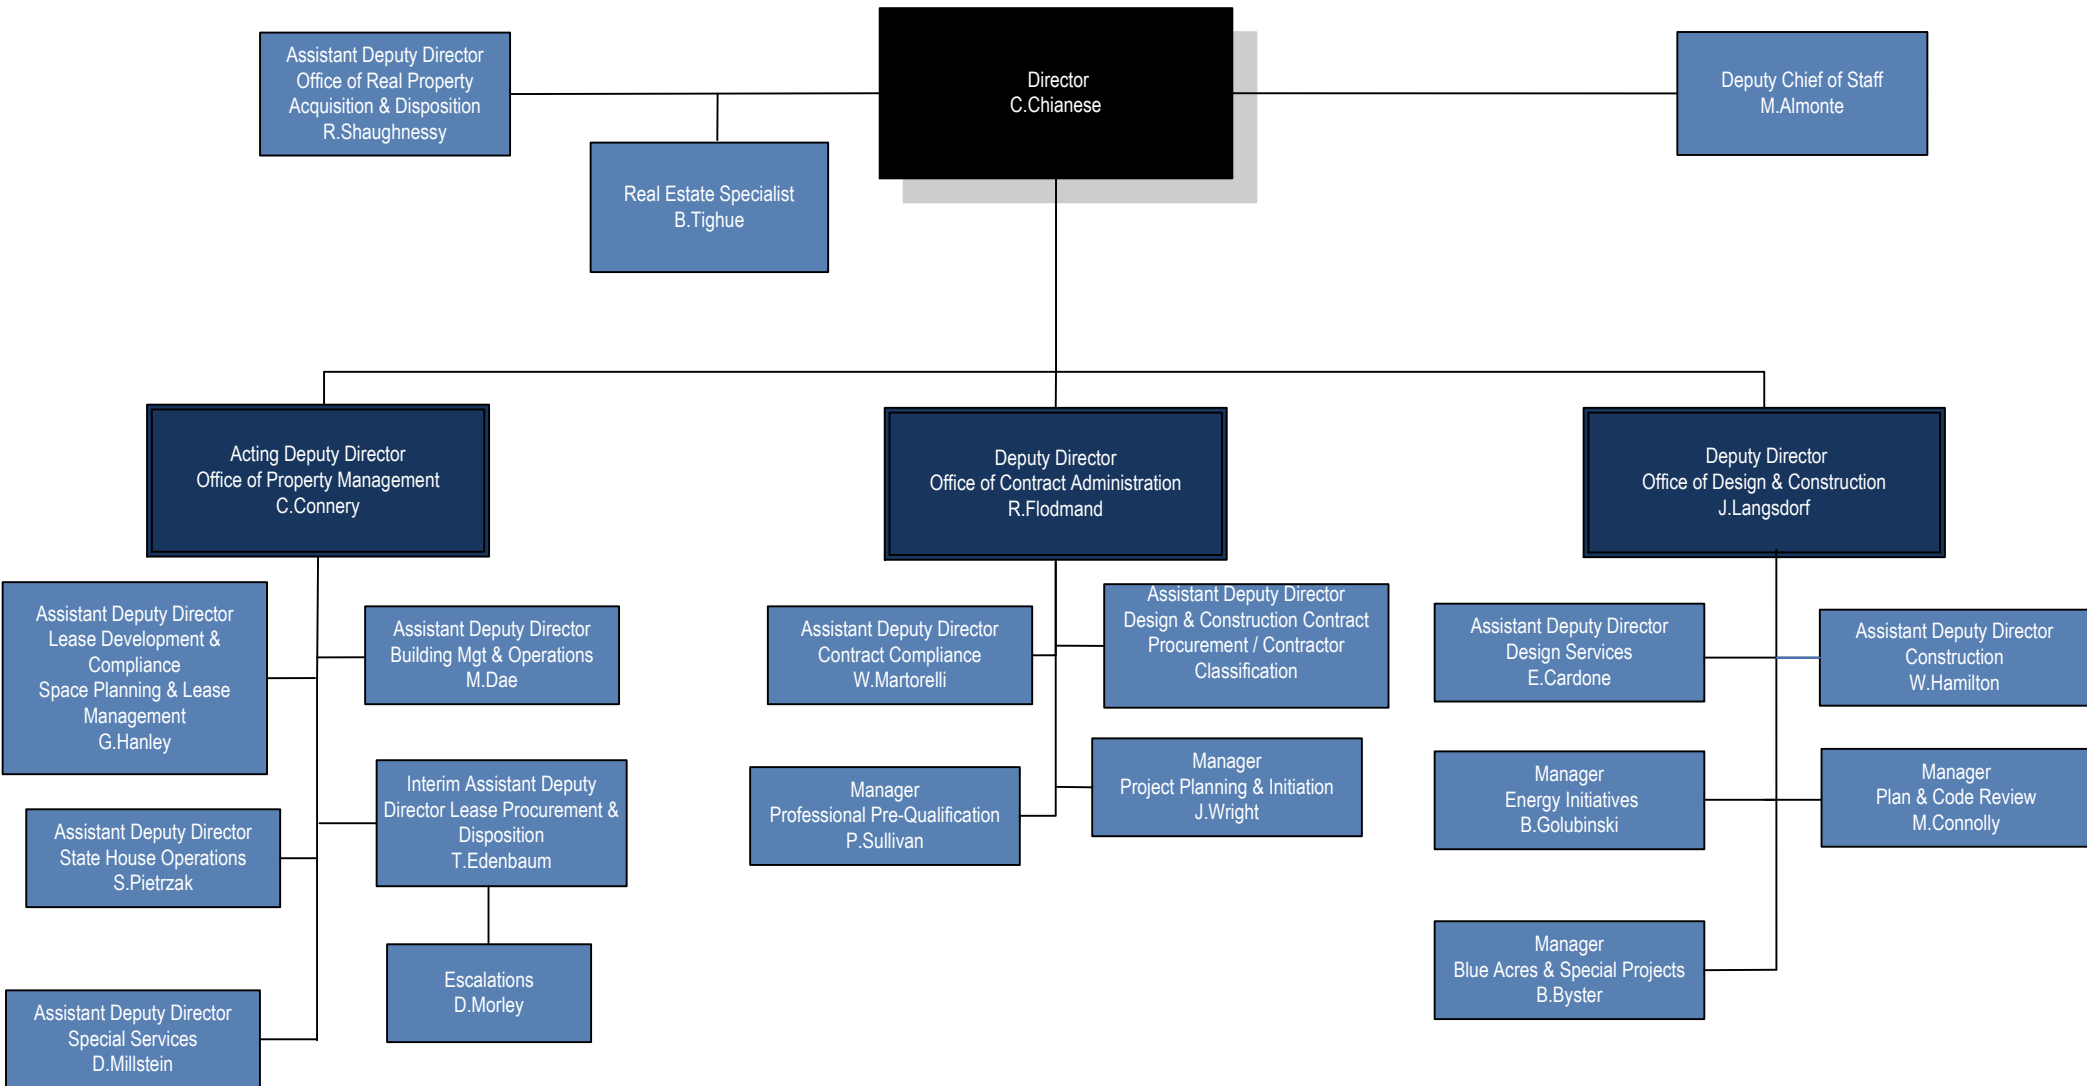 Assistant Deputy Director
Office of Real Property
Acquisition & Disposition
R.Shaughnessy
Director
C.Chianese
Deputy Chief of Staff
M.Almonte
Real Estate Specialist
B.Tighue
Acting Deputy Director
Office of Property Management
C.Connery
Deputy Director
Office of Contract Administration
R.Flodmand
Deputy Director
Office of Design & Construction
J.Langsdorf
Assistant Deputy Director
Lease Development &
Compliance
Space Planning & Lease
Management
G.Hanley
Assistant Deputy Director
Building Mgt & Operations
M.Dae
Assistant Deputy Director
State House Operations
S.Pietrzak
Interim Assistant Deputy
Director Lease Procurement &
Disposition
T.Edenbaum
Escalations
D.Morley
Assistant Deputy Director
Special Services
D.Millstein
Assistant Deputy Director
Contract Compliance
W.Martorelli
Assistant Deputy Director
Design & Construction Contract
Procurement / Contractor
Classification
Manager
Professional Pre-Qualification
P.Sullivan
Manager
Project Planning & Initiation
J.Wright
Assistant Deputy Director
Design Services
E.Cardone
Assistant Deputy Director
Construction
W.Hamilton
Manager
Energy Initiatives
B.Golubinski
Manager
Plan & Code Review
M.Connolly
Manager
Blue Acres & Special Projects
B.Byster